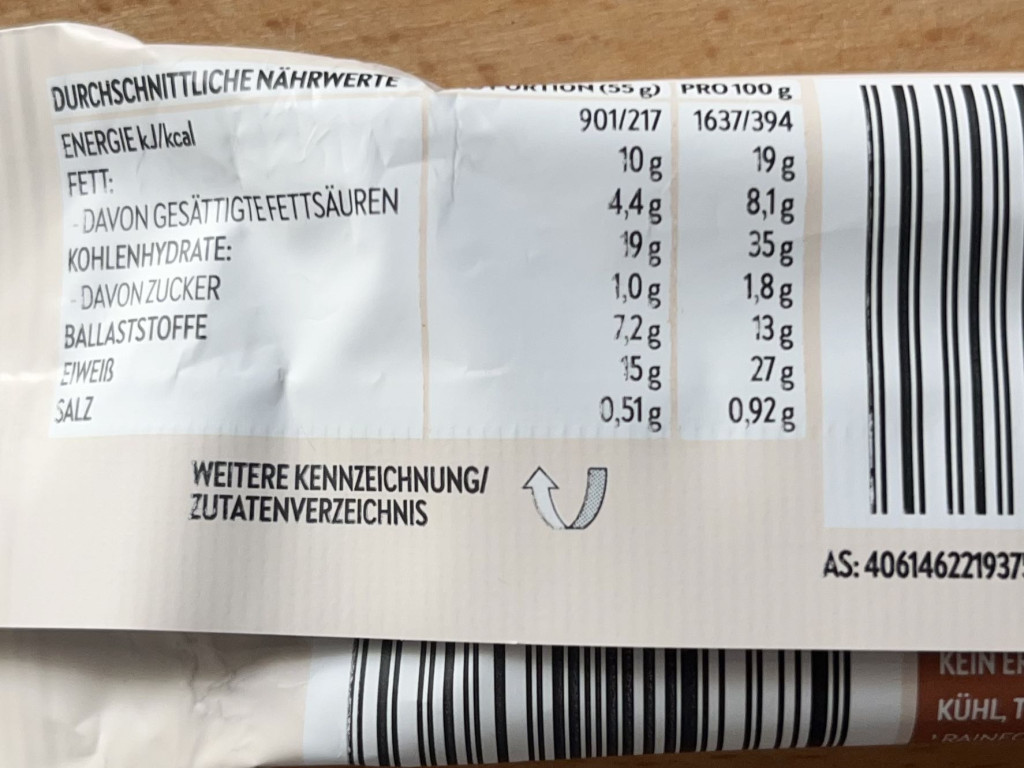 DURCHSCHNITTLICHE NÄHRWERTE PORTION (55 g) PRO 100 g
ENERGIE kJ/kcal 901/217 1637/394
FETT: 10 g 19 g
- DAVON GESÄTTIGTE FETTSÄUREN 4,4 g 8,1 g
KOHLENHYDRATE: 19 g 35 g
- DAVON ZUCKER 1,0 g 1,8 g
BALLASTSTOFFE 7,2 g 13 g
EIWEIß 15 g 27 g
SALZ 0,51 g 0,92 g
WEITERE KENNZEICHNUNG/
ZUTATENVERZEICHNIS
AS: 406146221937
KEIN
KÜHL,